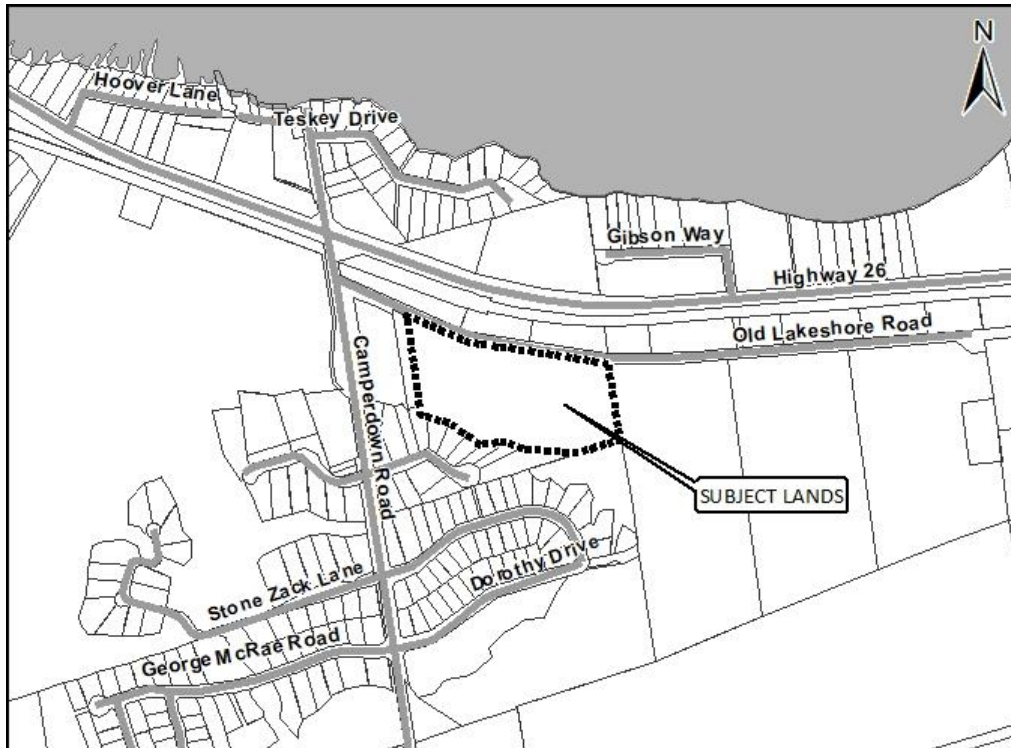 N
Hoover Lane
Teskey Drive
Gibson Way
Highway 26
Old Lakeshore Road
Camperdown Road
SUBJECT LANDS
Stone Zack Lane
Dorothy Drive
George McRae Road